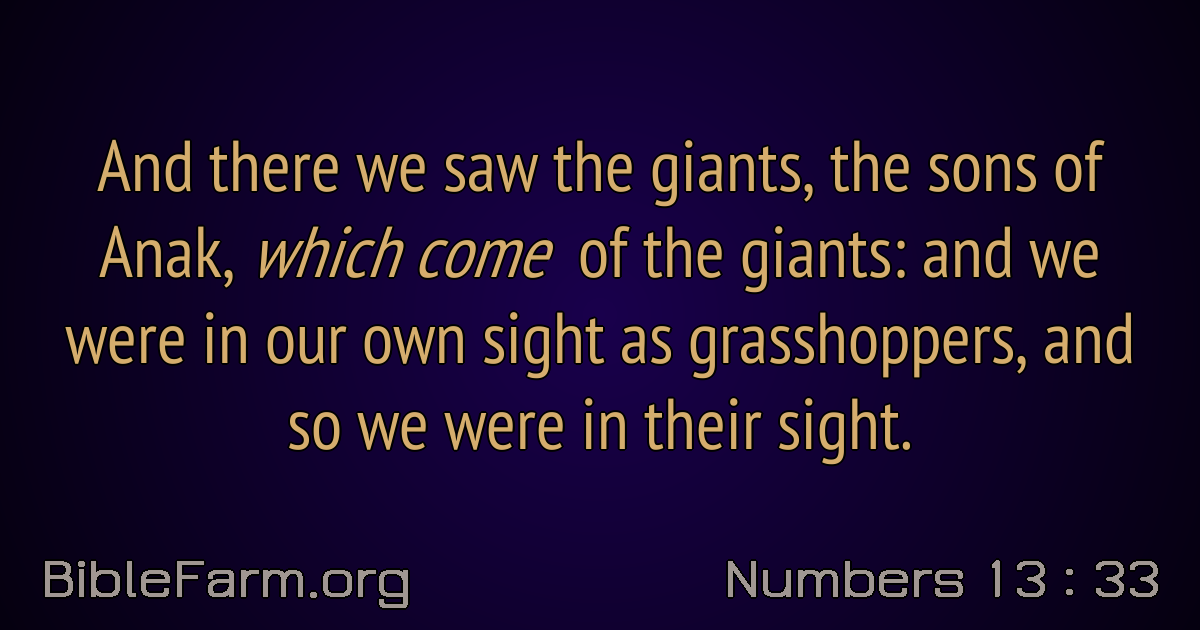 And there we saw the giants, the sons of
Anak, which come of the giants: and we
were in our own sight as grasshoppers, and
so we were in their sight.
BibleFarm.org
Numbers 13 : 33